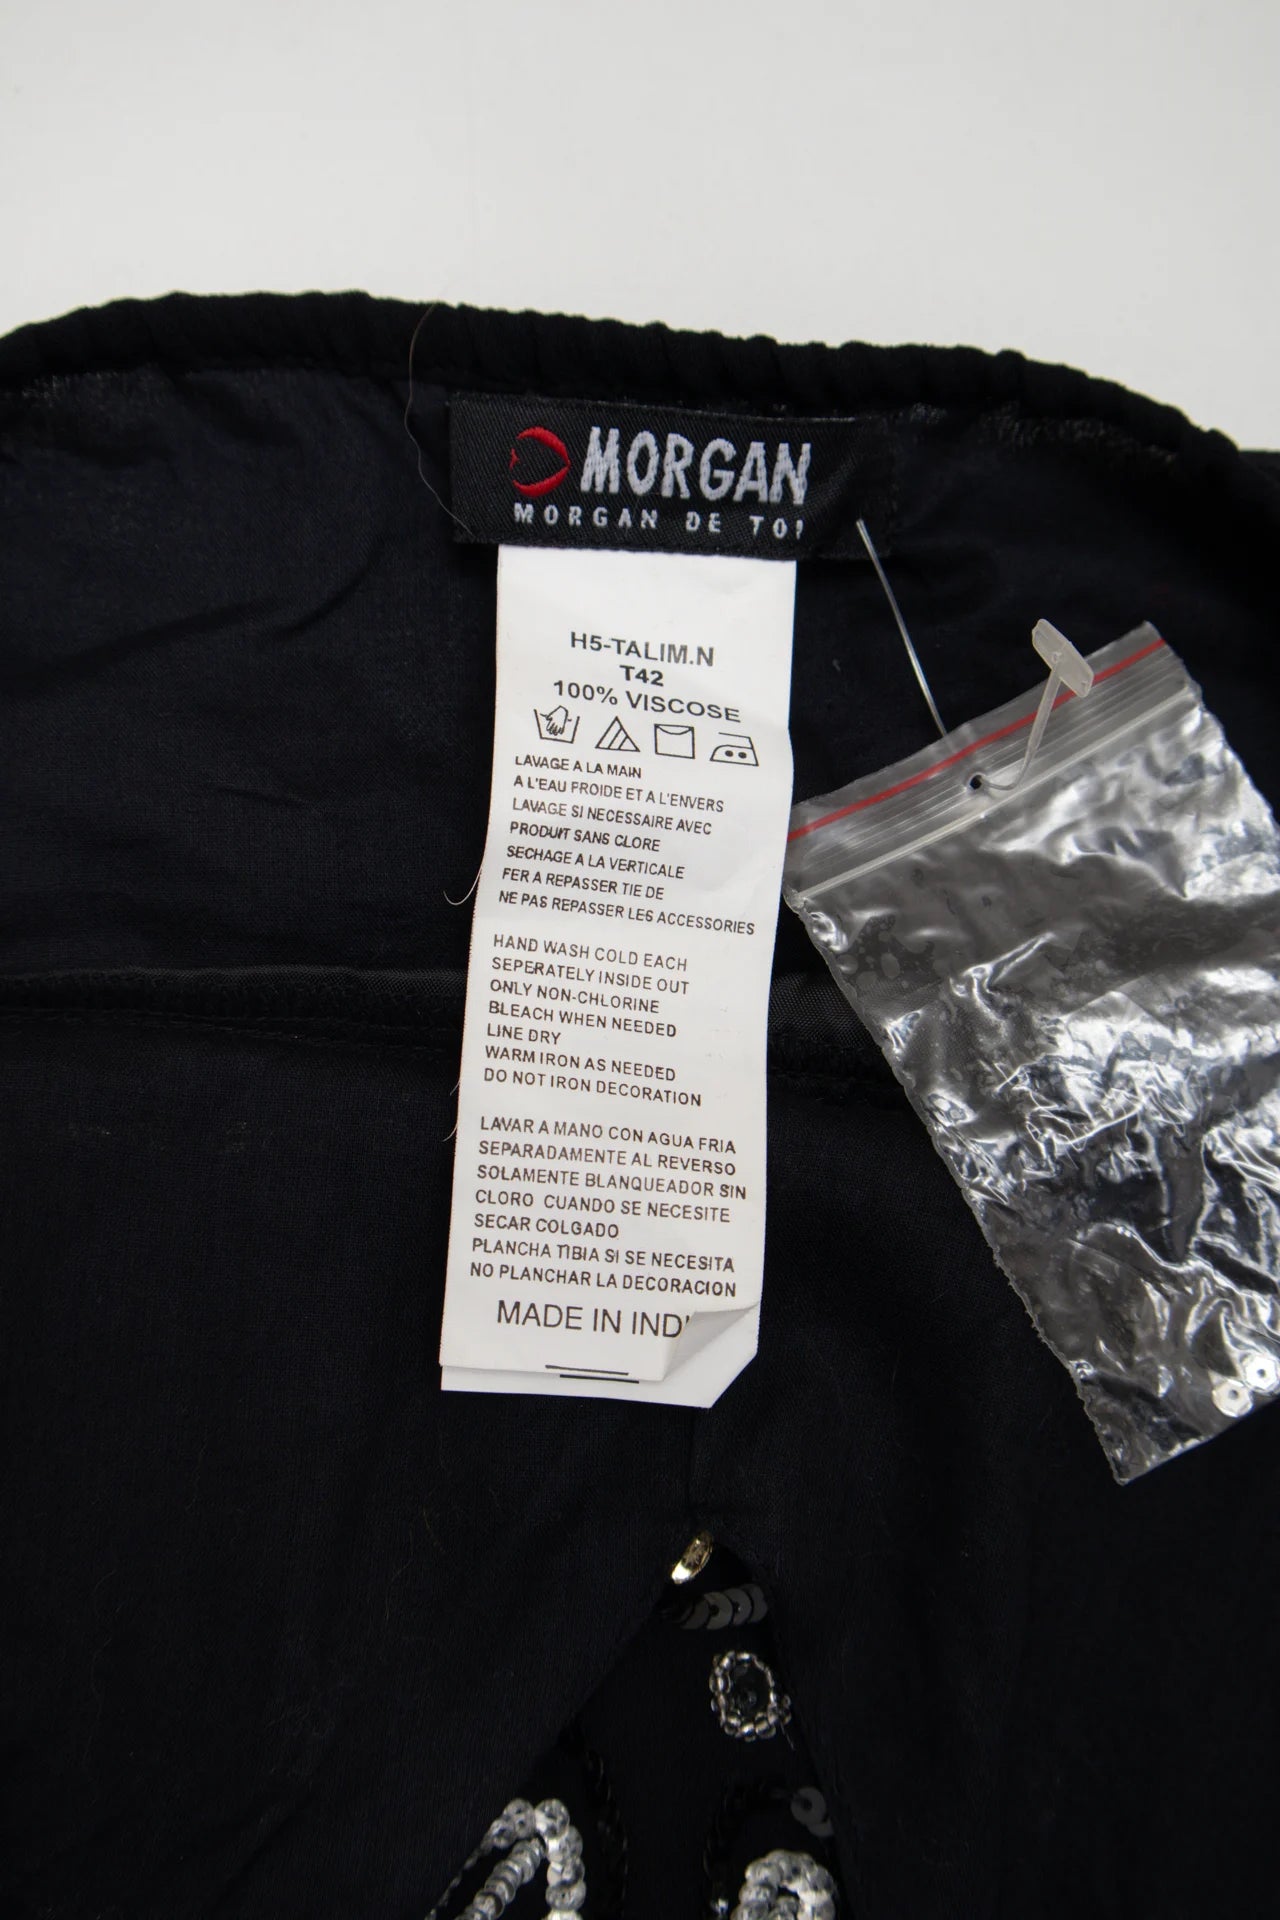 MORGAN
MORGAN DE TOI
H5-TALIM.N
T42
100% VISCOSE
LAVAGE A LA MAIN
A L'EAU FROIDE ET A L'ENVERS
LAVAGE SI NECESSAIRE AVEC
PRODUIT SANS CLORE
SECHAGE A LA VERTICALE
FER A REPASSER TIE DE
NE PAS REPASSER LES ACCESSORIES
HAND WASH COLD EACH
SEPERATELY INSIDE OUT
ONLY NON-CHLORINE
BLEACH WHEN NEEDED
LINE DRY
WARM IRON AS NEEDED
DO NOT IRON DECORATION
LAVAR A MANO CON AGUA FRIA
SEPARADAMENTE AL REVERSO
SOLAMENTE BLANQUEADOR SIN
CLORO CUANDO SE NECESITE
SECAR COLGADO
PLANCHA TIBIA SI SE NECESITA
NO PLANCHAR LA DECORACION
MADE IN